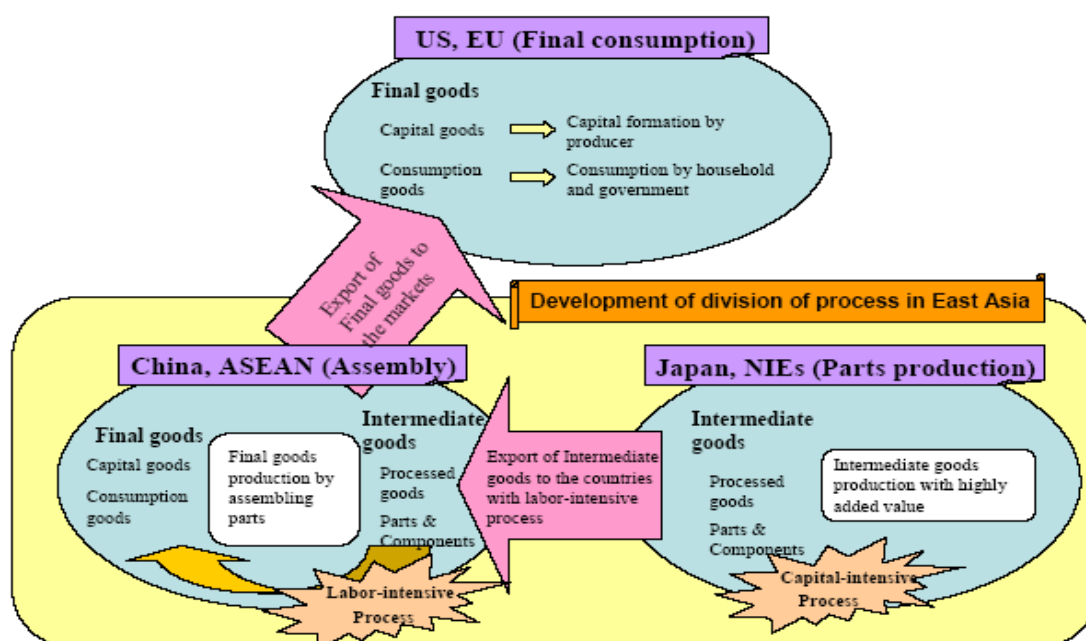 US, EU (Final consumption)
Final goods
Capital goods
Capital formation by
producer
Consumption
goods
Consumption by household
and government
Export of
Final goods to
the markets
Development of division of process in East Asia
China, ASEAN (Assembly)
Final goods
Capital goods
Consumption
goods
Final goods
production by
assembling
parts
Intermediate
goods
Processed
goods
Parts &
Components
Labor-intensive
Process
Export of Intermediate
goods to the countries
with labor-intensive
process
Japan, NIEs (Parts production)
Intermediate
goods
Processed
goods
Parts &
Components
Intermediate goods
production with highly
added value
Capital-intensive
Process